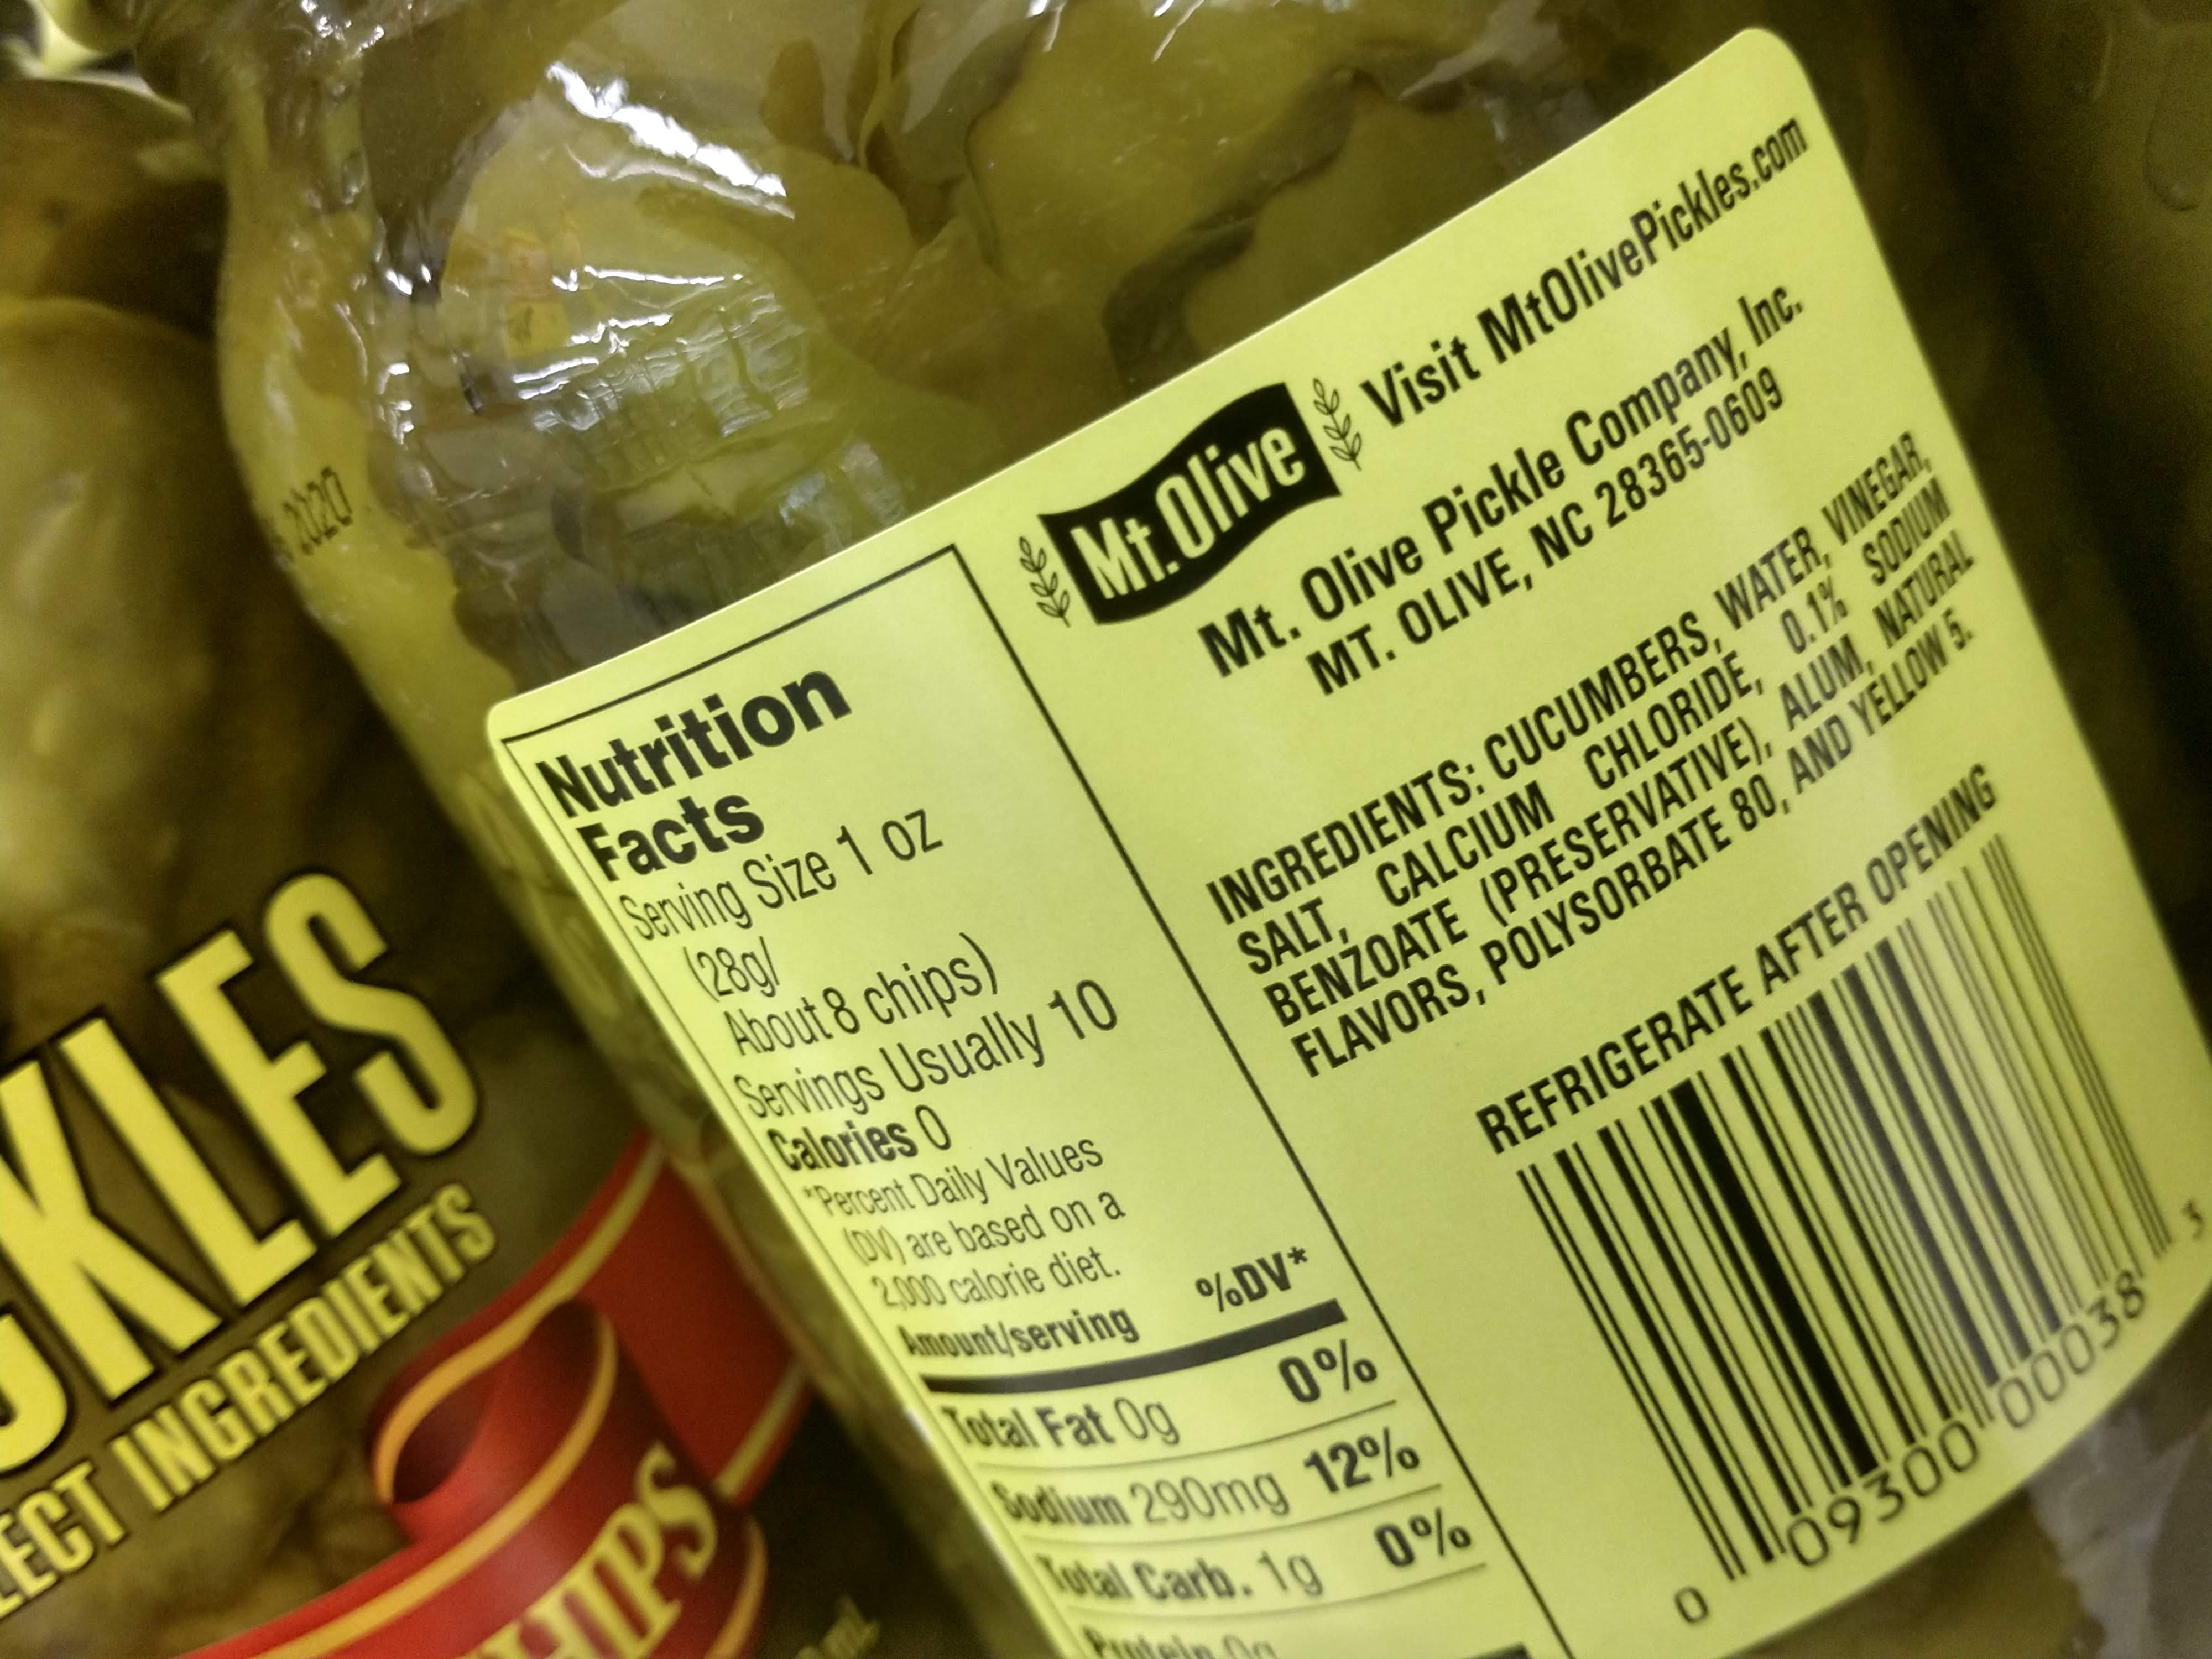 2020
KLES
ECT INGREDIENTS
HIPS
Mt. Olive
Visit MtOlivePickles.com
Mt. Olive Pickle Company, Inc.
MT. OLIVE, NC 28365-0609
INGREDIENTS: CUCUMBERS, WATER, VINEGAR,
SALT, CALCIUM CHLORIDE, 0.1% SODIUM
BENZOATE (PRESERVATIVE), ALUM, NATURAL
FLAVORS, POLYSORBATE 80, AND YELLOW 5.
REFRIGERATE AFTER OPENING
0 09300 00038 3
Nutrition
Facts
Serving Size 1 oz
(28g/
About 8 chips)
Servings Usually 10
Calories 0
*Percent Daily Values
(DV) are based on a
2,000 calorie diet.
Amount/serving %DV*
Total Fat 0g 0%
Sodium 290mg 12%
Total Carb. 1g 0%
Protein 0g